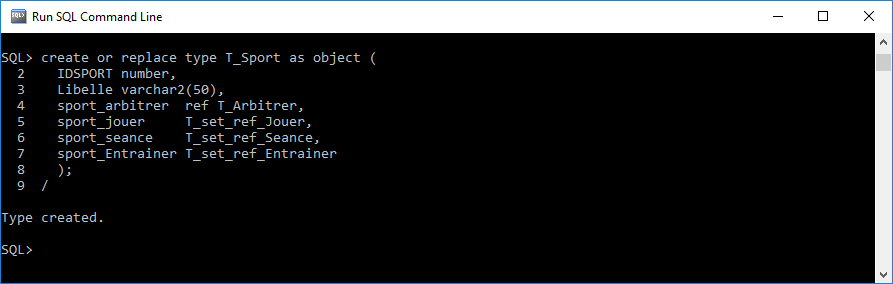 Run SQL Command Line
SQL> create or replace type T_Sport as object (
  2    IDSPORT number,
  3    Libelle varchar2(50),
  4    sport_arbitrer  ref T_Arbitrer,
  5    sport_jouer     T_set_ref_Jouer,
  6    sport_seance    T_set_ref_Seance,
  7    sport_Entrainer T_set_ref_Entrainer
  8    );
  9  /
Type created.
SQL>